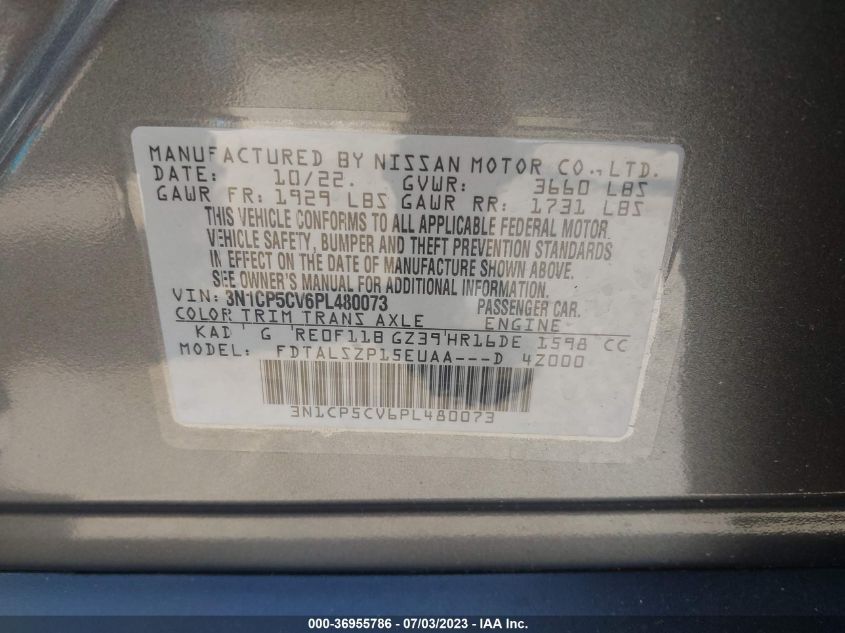 MANUFACTURED BY NISSAN MOTOR CO., LTD.
DATE: 10/22. GVWR: 3660 LBS
GAWR FR: 1929 LBS GAWR RR: 1731 LBS
THIS VEHICLE CONFORMS TO ALL APPLICABLE FEDERAL MOTOR
VEHICLE SAFETY, BUMPER AND THEFT PREVENTION STANDARDS
IN EFFECT ON THE DATE OF MANUFACTURE SHOWN ABOVE.
SEE OWNER'S MANUAL FOR ADDITIONAL INFORMATION.
VIN: 3N1CP5CV6PL480073 PASSENGER CAR.
COLOR TRIM TRANS AXLE ENGINE
KAD G RE0F11B GZ39 HR16DE 1598 CC
MODEL: FDTALSZP15EUAA---D 4Z000
3N1CP5CV6PL480073
000-36955786 - 07/03/2023 - IAA Inc.